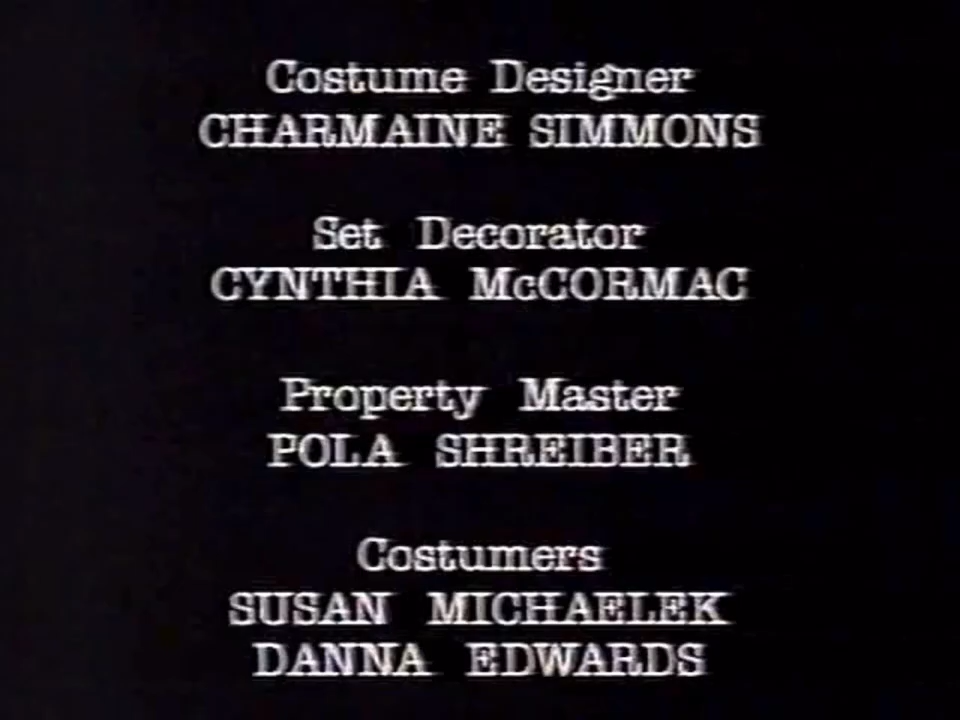 Costume Designer
CHARMAINE SIMMONS
Set Decorator
CYNTHIA McCORMAC
Property Master
POLA SHREIBER
Costumers
SUSAN MICHAELEK
DANNA EDWARDS